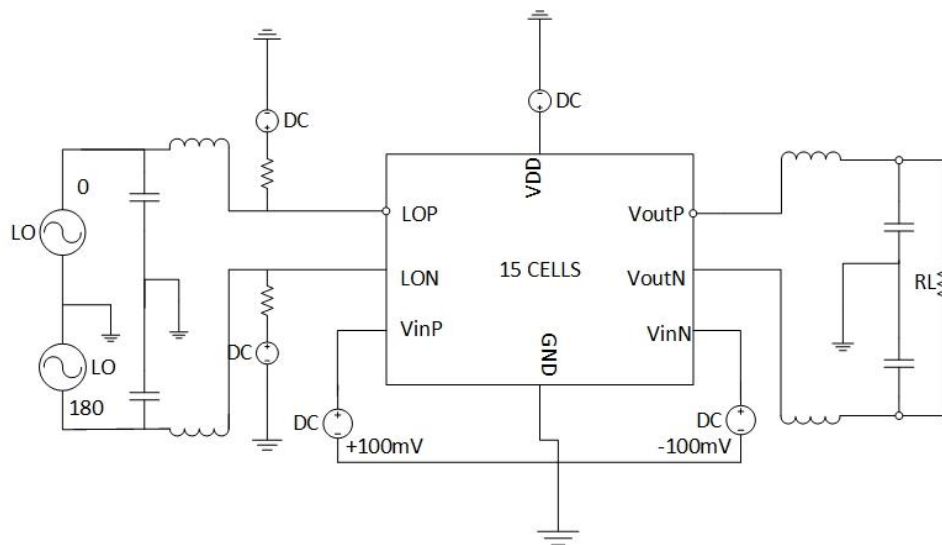 DC
DC
0
LO
LO
180
DC
VDD
LOP
VoutP
15 CELLS
LON
VoutN
VinP
VinN
GND
DC
+100mV
DC
-100mV
RL